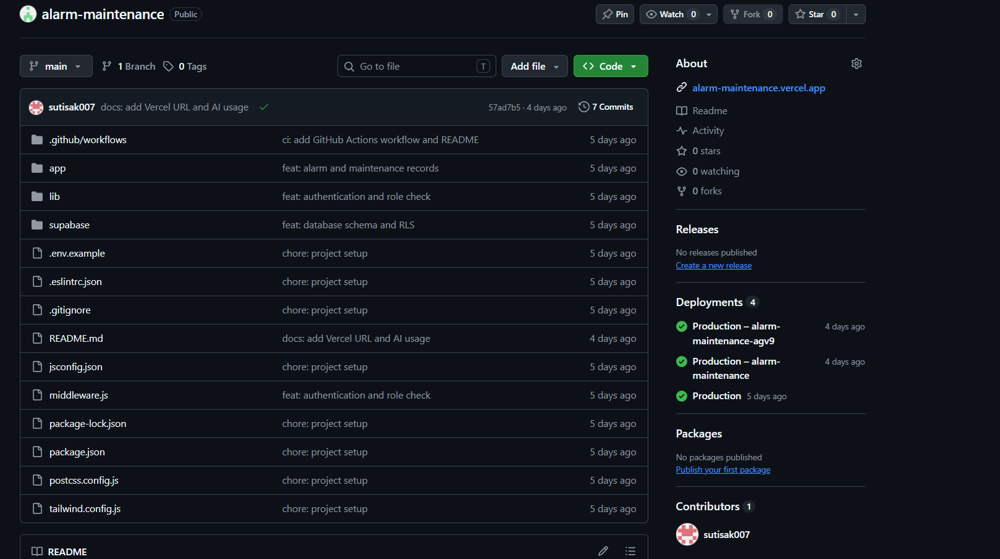 alarm-maintenance Public
Pin
Watch 0
Fork 0
Star 0
main
1 Branch
0 Tags
Go to file T
Add file
Code
sutisak007 docs: add Vercel URL and AI usage
57ad7b5 · 4 days ago
7 Commits
.github/workflows ci: add GitHub Actions workflow and README 5 days ago
app feat: alarm and maintenance records 5 days ago
lib feat: authentication and role check 5 days ago
supabase feat: database schema and RLS 5 days ago
.env.example chore: project setup 5 days ago
.eslintrc.json chore: project setup 5 days ago
.gitignore chore: project setup 5 days ago
README.md docs: add Vercel URL and AI usage 4 days ago
jsconfig.json chore: project setup 5 days ago
middleware.js feat: authentication and role check 5 days ago
package-lock.json chore: project setup 5 days ago
package.json chore: project setup 5 days ago
postcss.config.js chore: project setup 5 days ago
tailwind.config.js chore: project setup 5 days ago
README
About
alarm-maintenance.vercel.app
Readme
Activity
0 stars
0 watching
0 forks
Releases
No releases published
Create a new release
Deployments 4
Production – alarm- 4 days ago
maintenance-agv9
Production – alarm- 4 days ago
maintenance
Production 5 days ago
Packages
No packages published
Publish your first package
Contributors 1
sutisak007